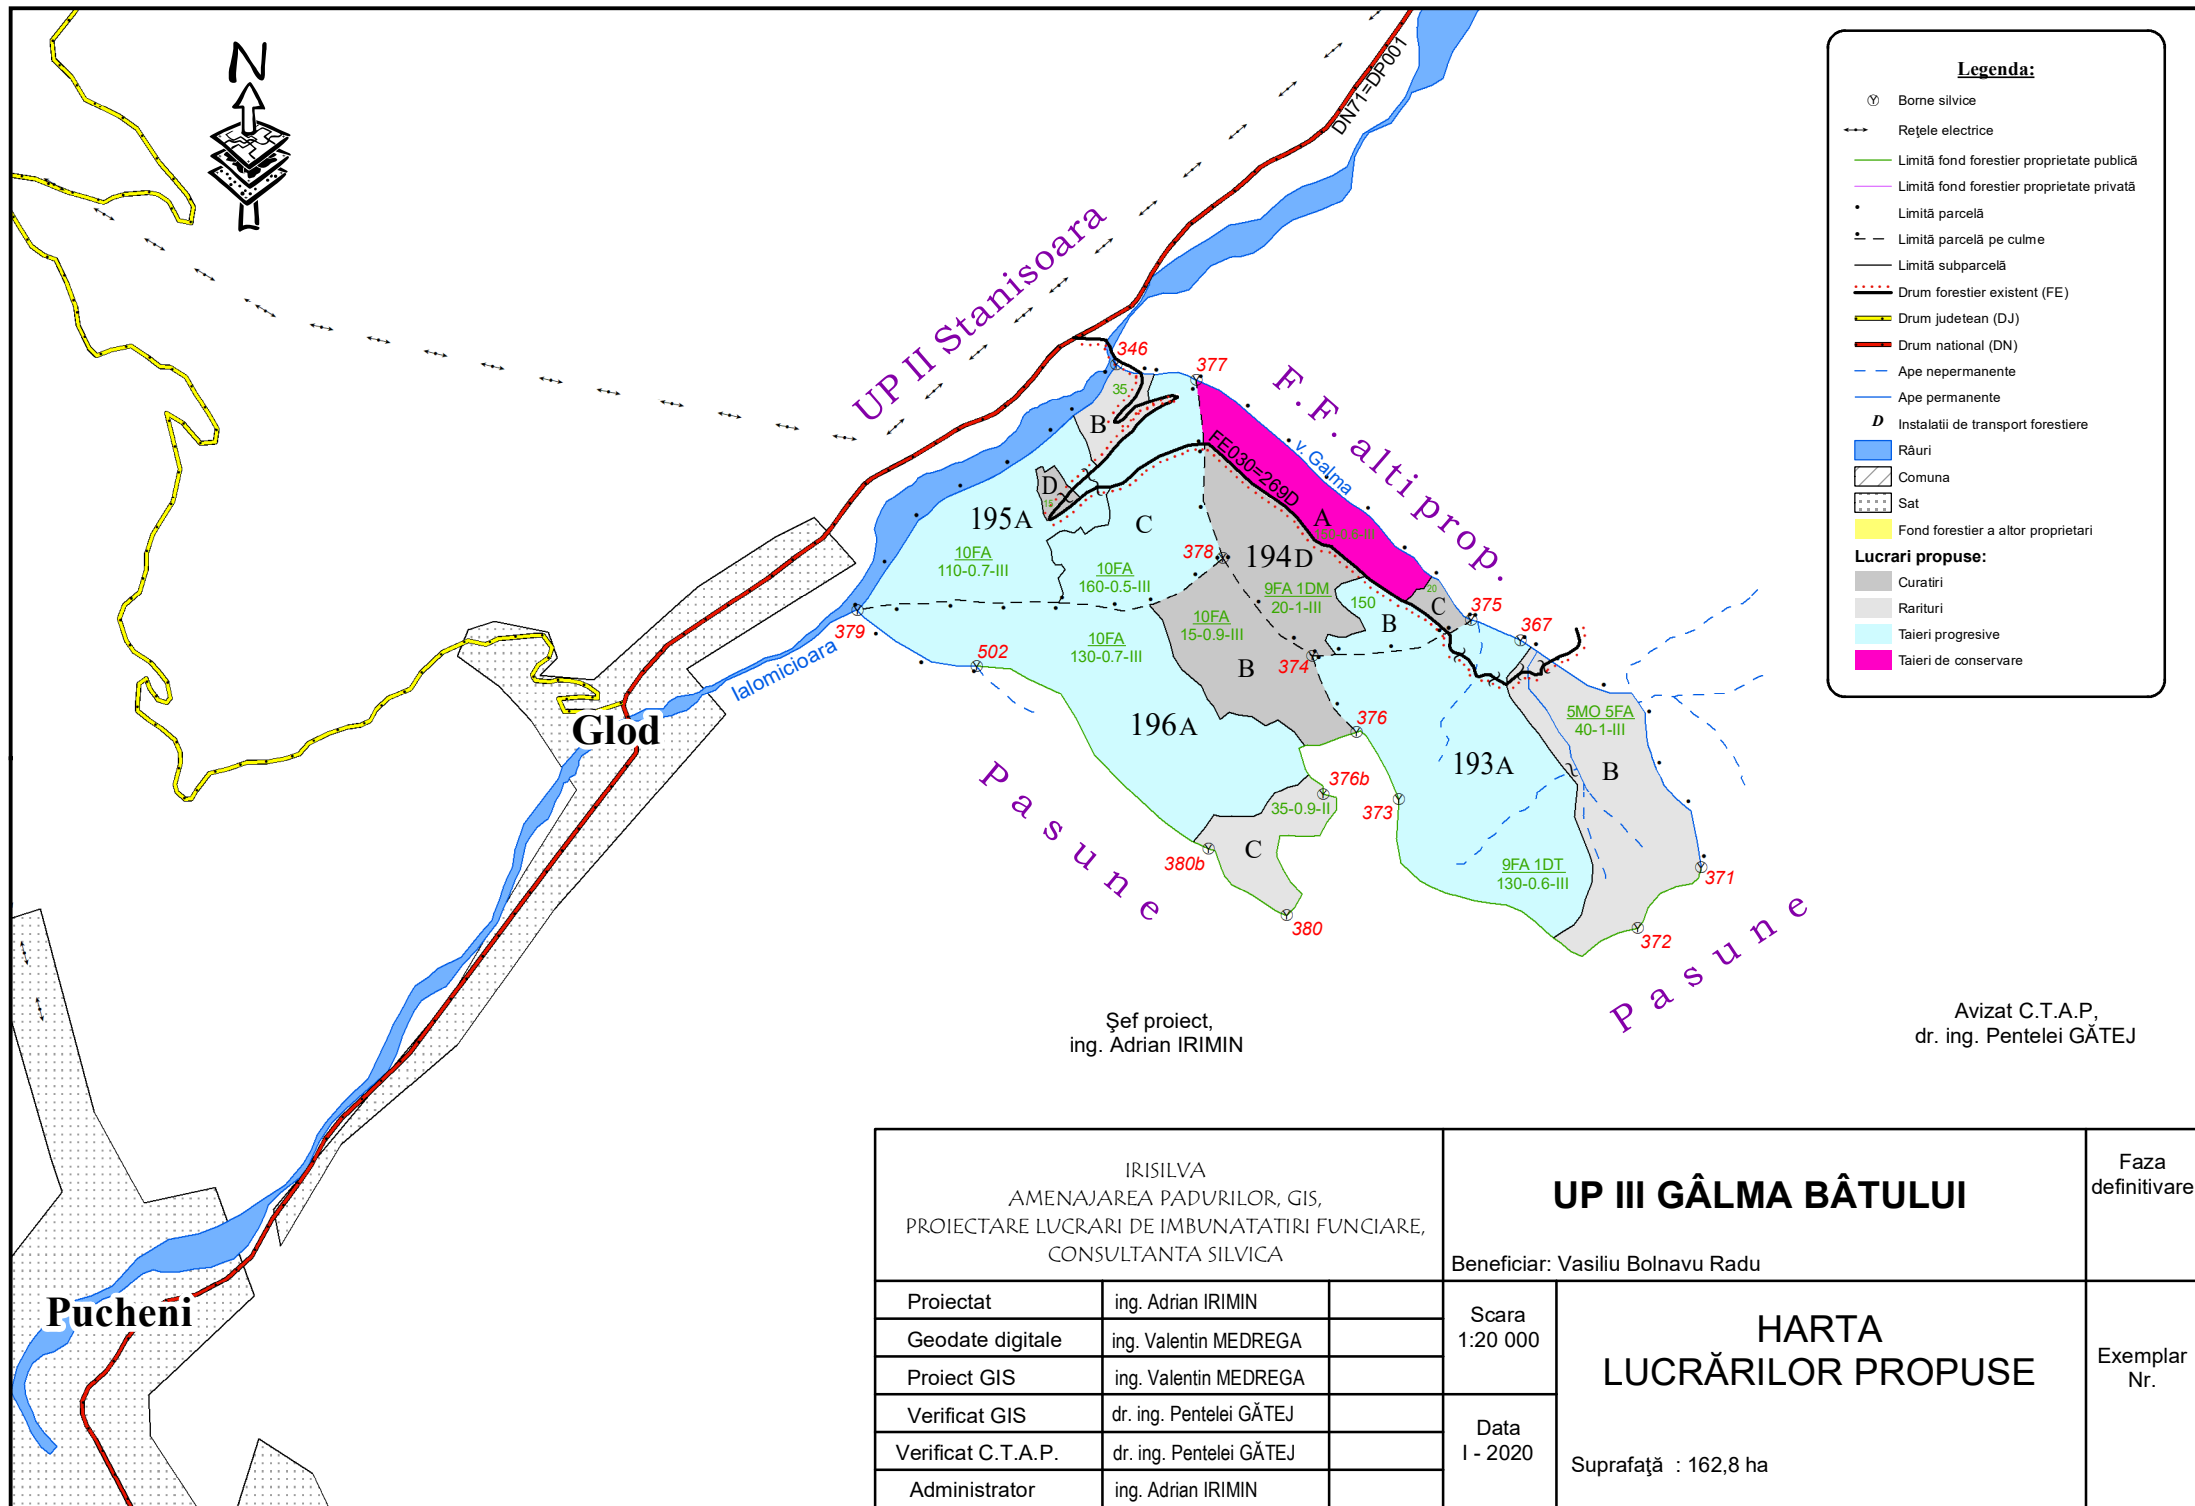 N
DN71=DP001
UP II Stanisoara
F. F. alti prop.
v. Galma
FE030=269D
346
377
35
B
D
15
195A
C
10FA
110-0.7-III
10FA
160-0.5-III
378
194D
A
9FA 1DM
20-1-III
150
B
20
C
375
367
379
10FA
15-0.9-III
10FA
130-0.7-III
B
374
502
Ialomicioara
Glod
196A
376
193A
5MO 5FA
40-1-III
B
376b
35-0.9-II
373
C
380b
380
9FA 1DT
130-0.6-III
371
372
Pasune
Pasune
Pucheni
Legenda:
Borne silvice
Reţele electrice
Limită fond forestier proprietate publică
Limită fond forestier proprietate privată
Limită parcelă
Limită parcelă pe culme
Limită subparcelă
Drum forestier existent (FE)
Drum judetean (DJ)
Drum national (DN)
Ape nepermanente
Ape permanente
D Instalatii de transport forestiere
Râuri
Comuna
Sat
Fond forestier a altor proprietari
Lucrari propuse:
Curatiri
Rarituri
Taieri progresive
Taieri de conservare
Şef proiect,
ing. Adrian IRIMIN
Avizat C.T.A.P,
dr. ing. Pentelei GĂTEJ
IRISILVA
AMENAJAREA PADURILOR, GIS,
PROIECTARE LUCRARI DE IMBUNATATIRI FUNCIARE,
CONSULTANTA SILVICA
UP III GÂLMA BÂTULUI
Beneficiar: Vasiliu Bolnavu Radu
Faza
definitivare
Proiectat ing. Adrian IRIMIN
Geodate digitale ing. Valentin MEDREGA
Proiect GIS ing. Valentin MEDREGA
Verificat GIS dr. ing. Pentelei GĂTEJ
Verificat C.T.A.P. dr. ing. Pentelei GĂTEJ
Administrator ing. Adrian IRIMIN
Scara
1:20 000
Data
I - 2020
HARTA
LUCRĂRILOR PROPUSE
Suprafaţă : 162,8 ha
Exemplar
Nr.